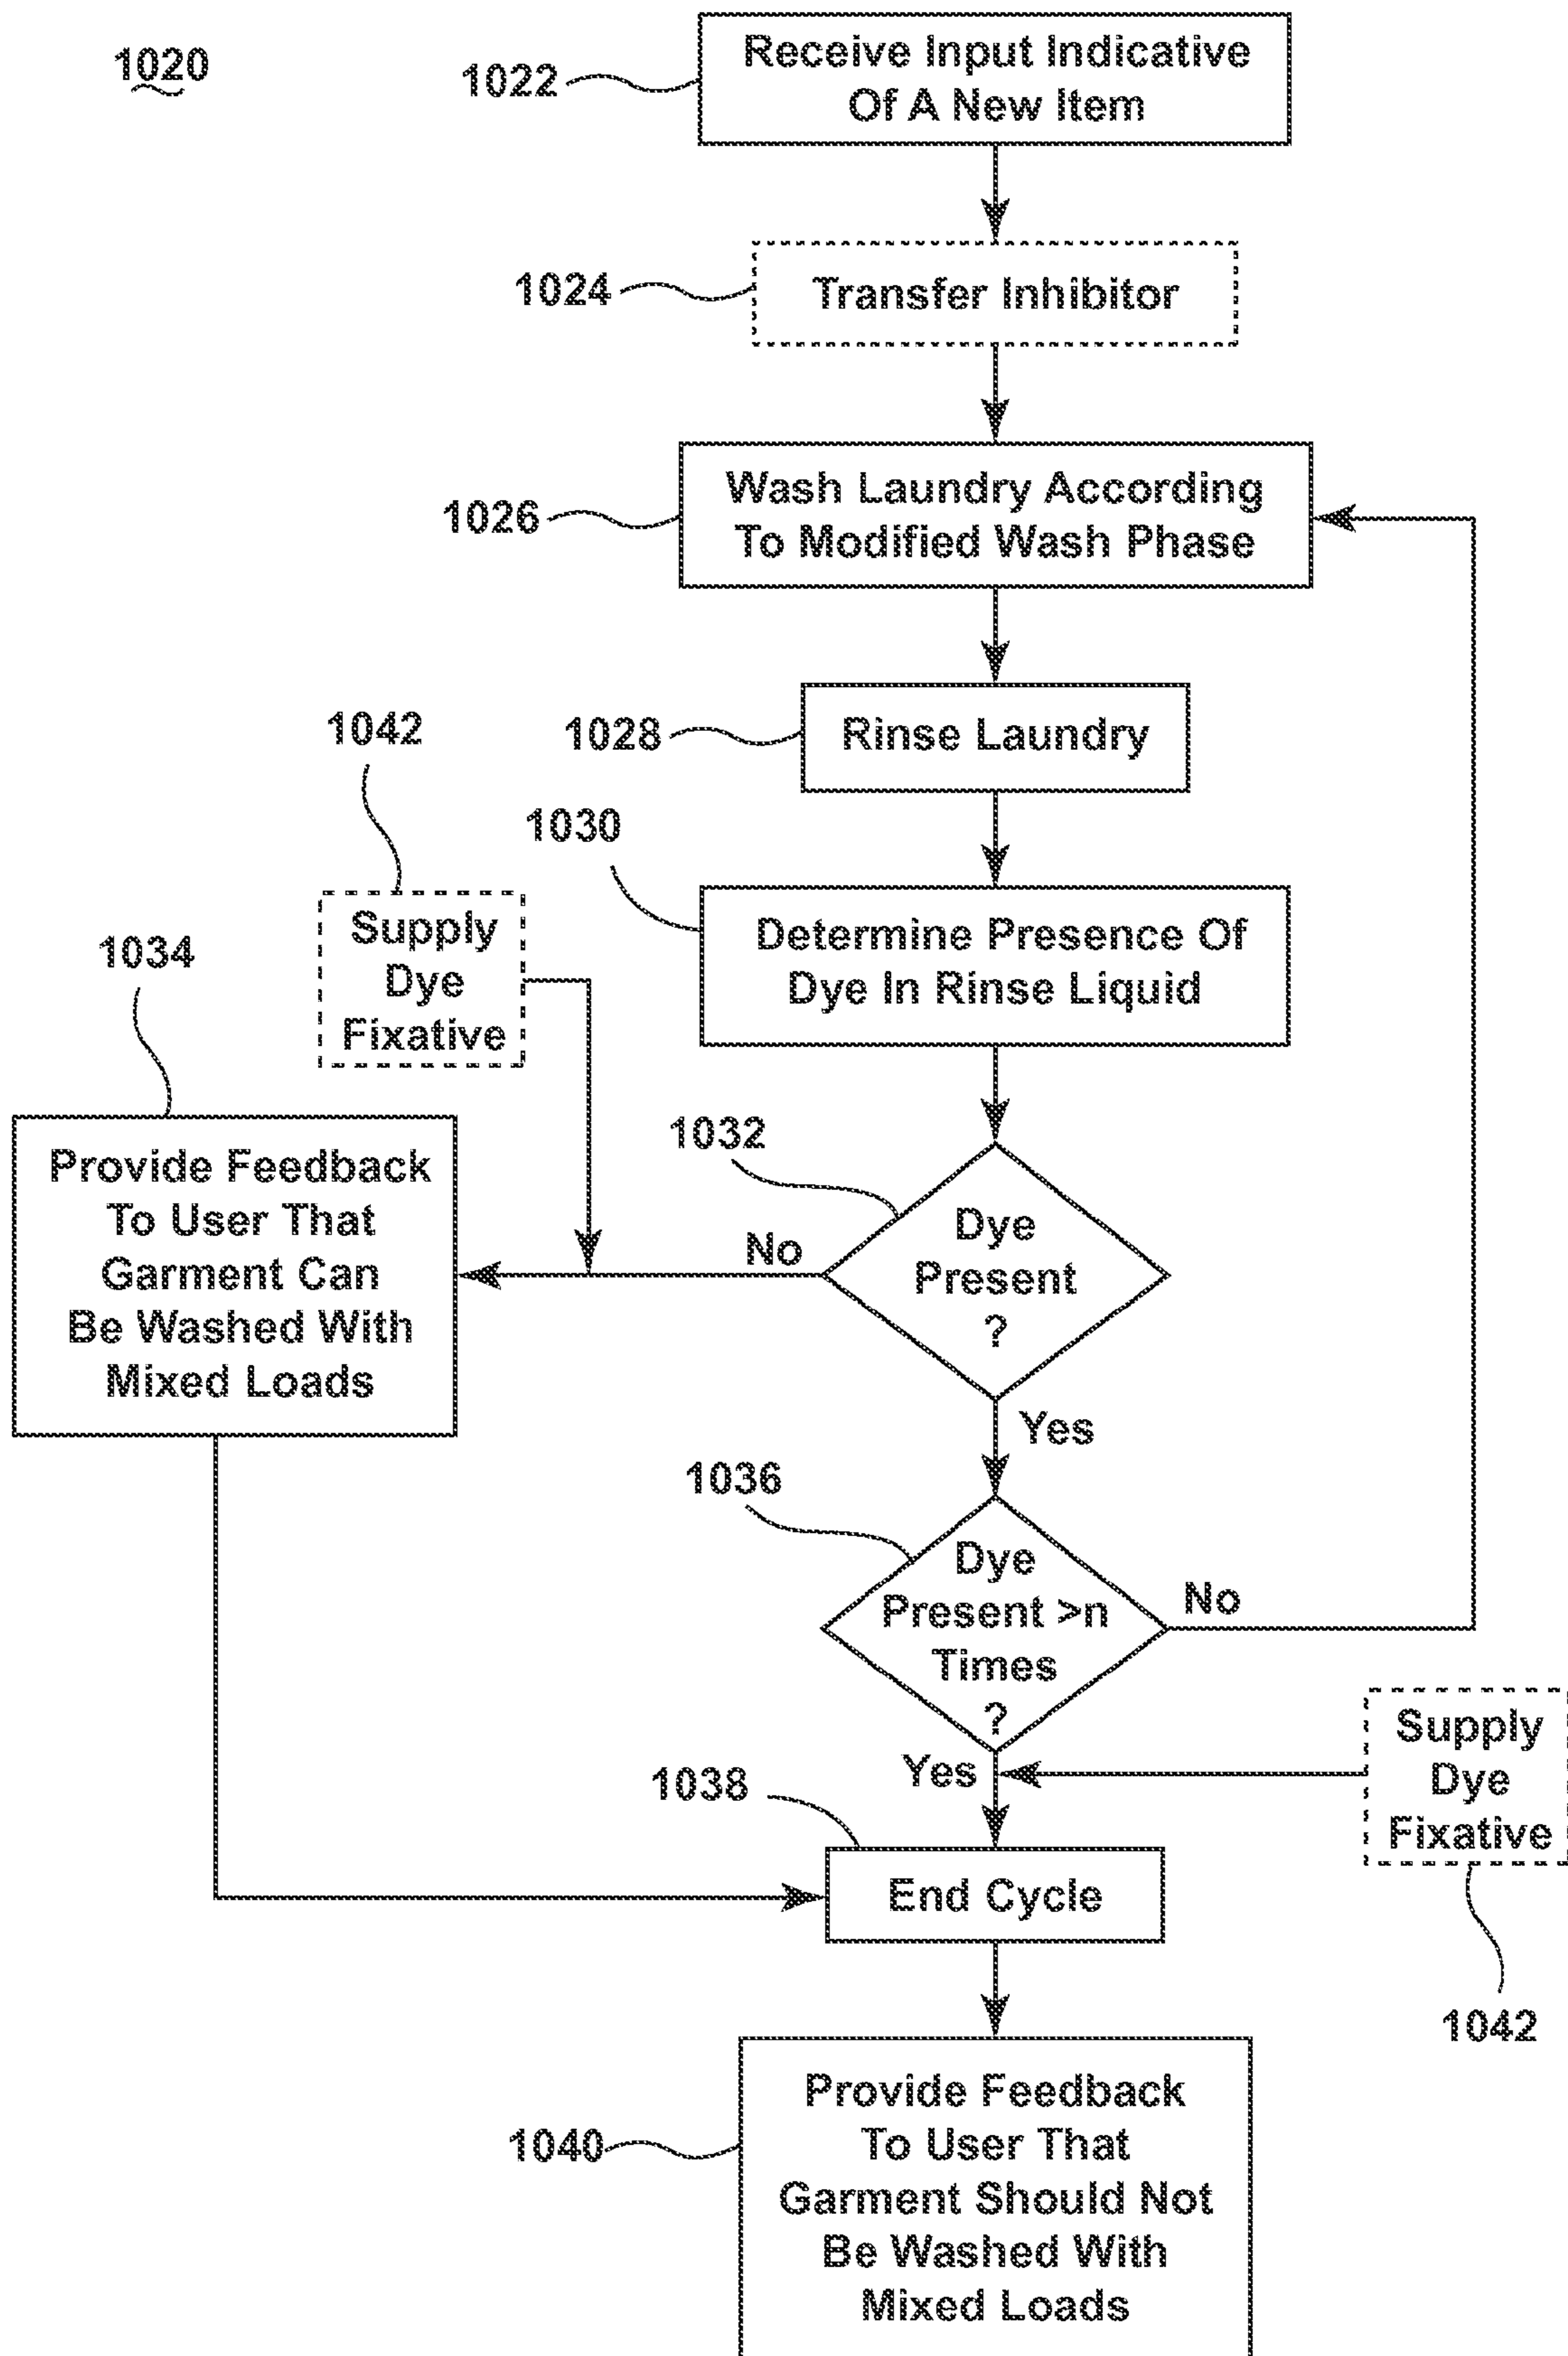 1020
1022
Receive Input Indicative
Of A New Item
1024
Transfer Inhibitor
1026
Wash Laundry According
To Modified Wash Phase
1028
Rinse Laundry
1042
Supply
Dye
Fixative
1030
Determine Presence Of
Dye In Rinse Liquid
1034
Provide Feedback
To User That
Garment Can
Be Washed With
Mixed Loads
1032
Dye
Present
?
No
Yes
1036
Dye
Present >n
Times
?
No
Yes
Supply
Dye
Fixative
1042
1038
End Cycle
1040
Provide Feedback
To User That
Garment Should Not
Be Washed With
Mixed Loads